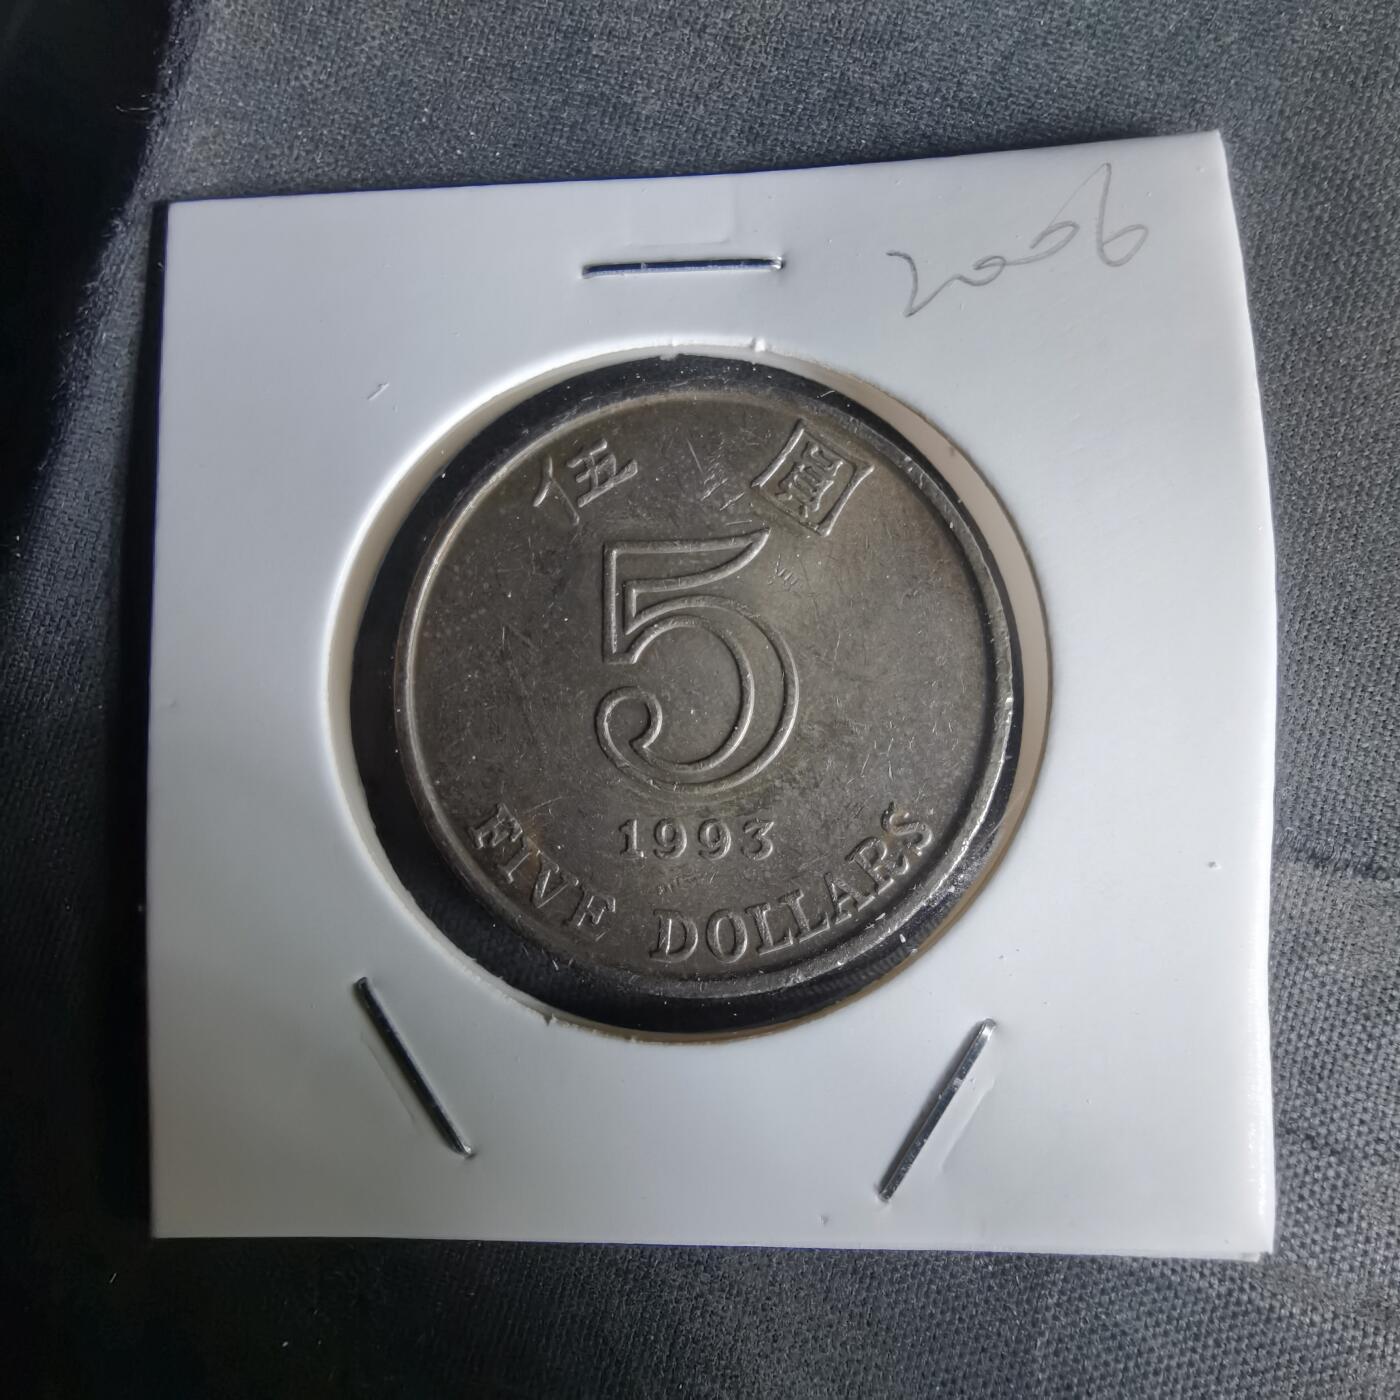 2006
伍 圓
5
1993
FIVE DOLLARS